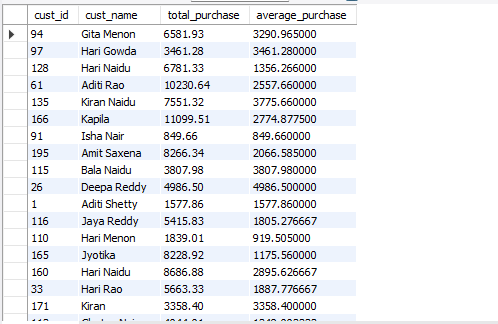 cust_id cust_name total_purchase average_purchase
94 Gita Menon 6581.93 3290.965000
97 Hari Gowda 3461.28 3461.280000
128 Hari Naidu 6781.33 1356.266000
61 Aditi Rao 10230.64 2557.660000
135 Kiran Naidu 7551.32 3775.660000
166 Kapila 11099.51 2774.877500
91 Isha Nair 849.66 849.660000
195 Amit Saxena 8266.34 2066.585000
115 Bala Naidu 3807.98 3807.980000
26 Deepa Reddy 4986.50 4986.500000
1 Aditi Shetty 1577.86 1577.860000
116 Jaya Reddy 5415.83 1805.276667
110 Hari Menon 1839.01 919.505000
165 Jyotika 8228.92 1175.560000
160 Hari Naidu 8686.88 2895.626667
33 Hari Rao 5663.33 1887.776667
171 Kiran 3358.40 3358.400000